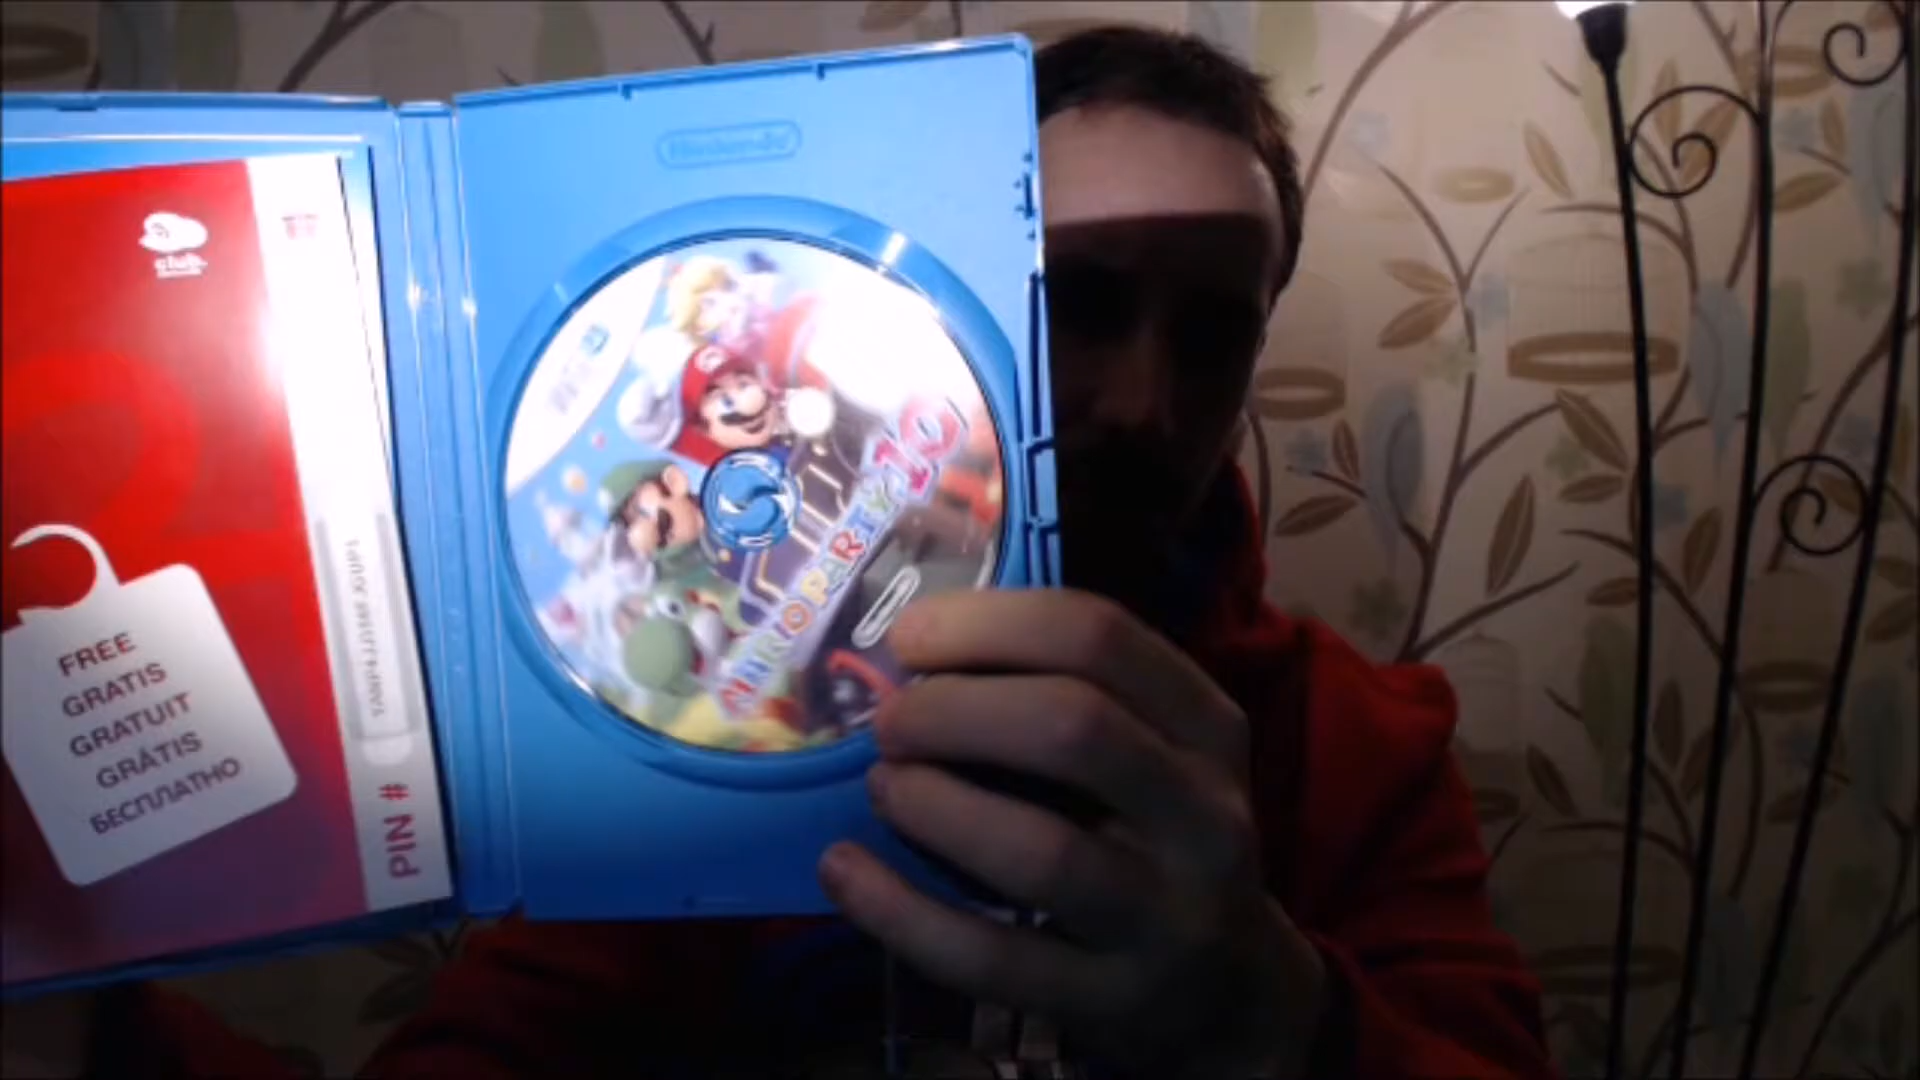 Nintendo
club
FREE
GRATIS
GRATUIT
GRÁTIS
БЕСПЛАТНО
PIN #
MARIO PARTY 10